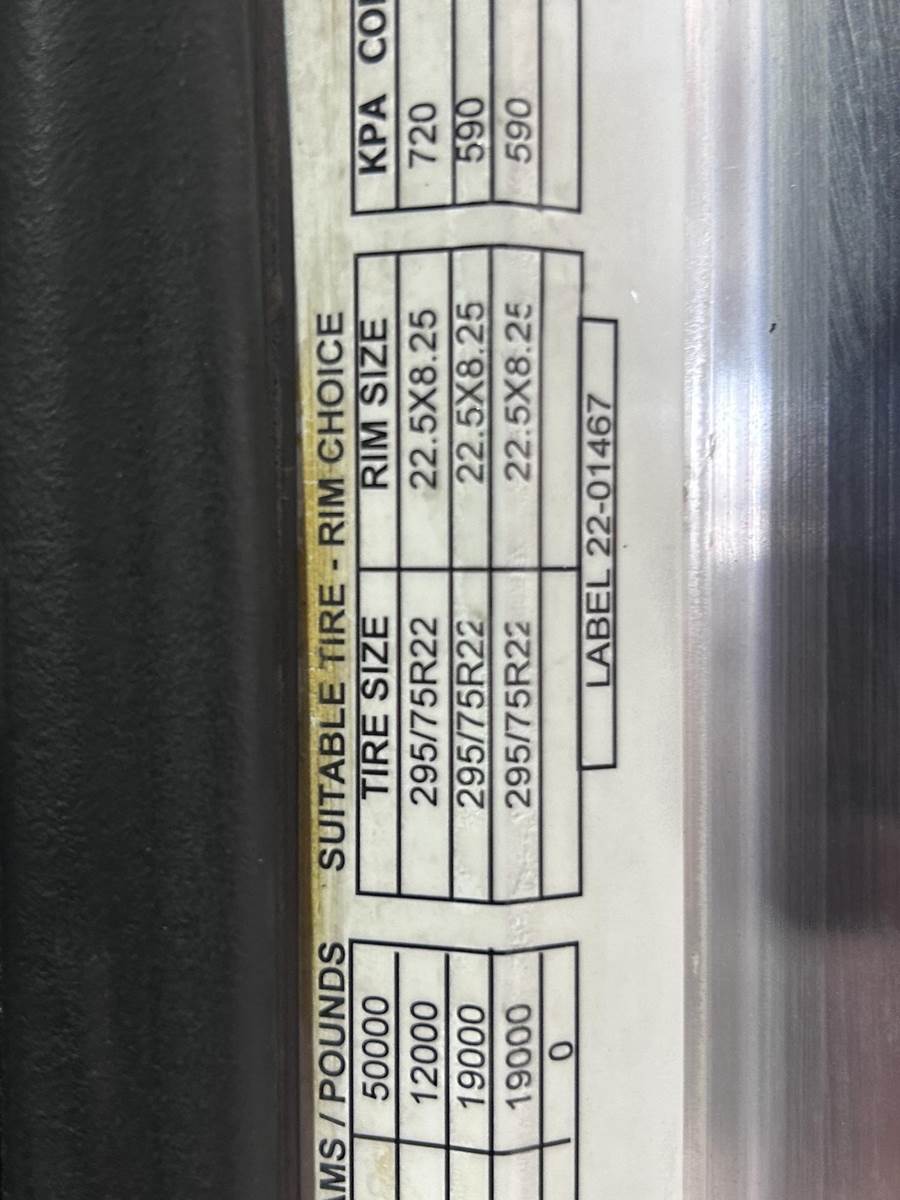 AMS / POUNDS SUITABLE TIRE - RIM CHOICE
50000 TIRE SIZE RIM SIZE KPA
12000 295/75R22 22.5X8.25 720
19000 295/75R22 22.5X8.25 590
19000 295/75R22 22.5X8.25 590
0
LABEL 22-01467